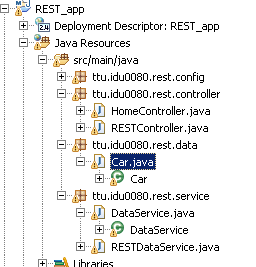 REST_app
Deployment Descriptor: REST_app
Java Resources
src/main/java
ttu.idu0080.rest.config
ttu.idu0080.rest.controller
HomeController.java
RESTController.java
ttu.idu0080.rest.data
Car.java
Car
ttu.idu0080.rest.service
DataService.java
DataService
RESTDataService.java
Libraries